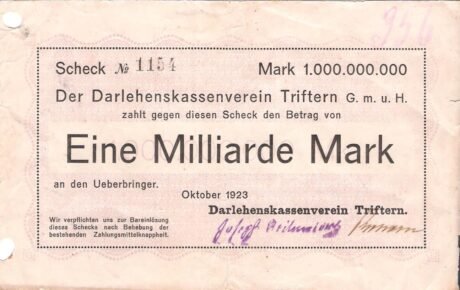 936
Scheck № 1154 Mark 1.000.000.000
Der Darlehenskassenverein Triftern G. m. u. H.
zahlt gegen diesen Scheck den Betrag von
Eine Milliarde Mark
an den Ueberbringer.
Oktober 1923
Darlehenskassenverein Triftern.
Wir verpflichten uns zur Bareinlösung
dieses Schecks nach Behebung der
bestehenden Zahlungsmittelknappheit.
Josef